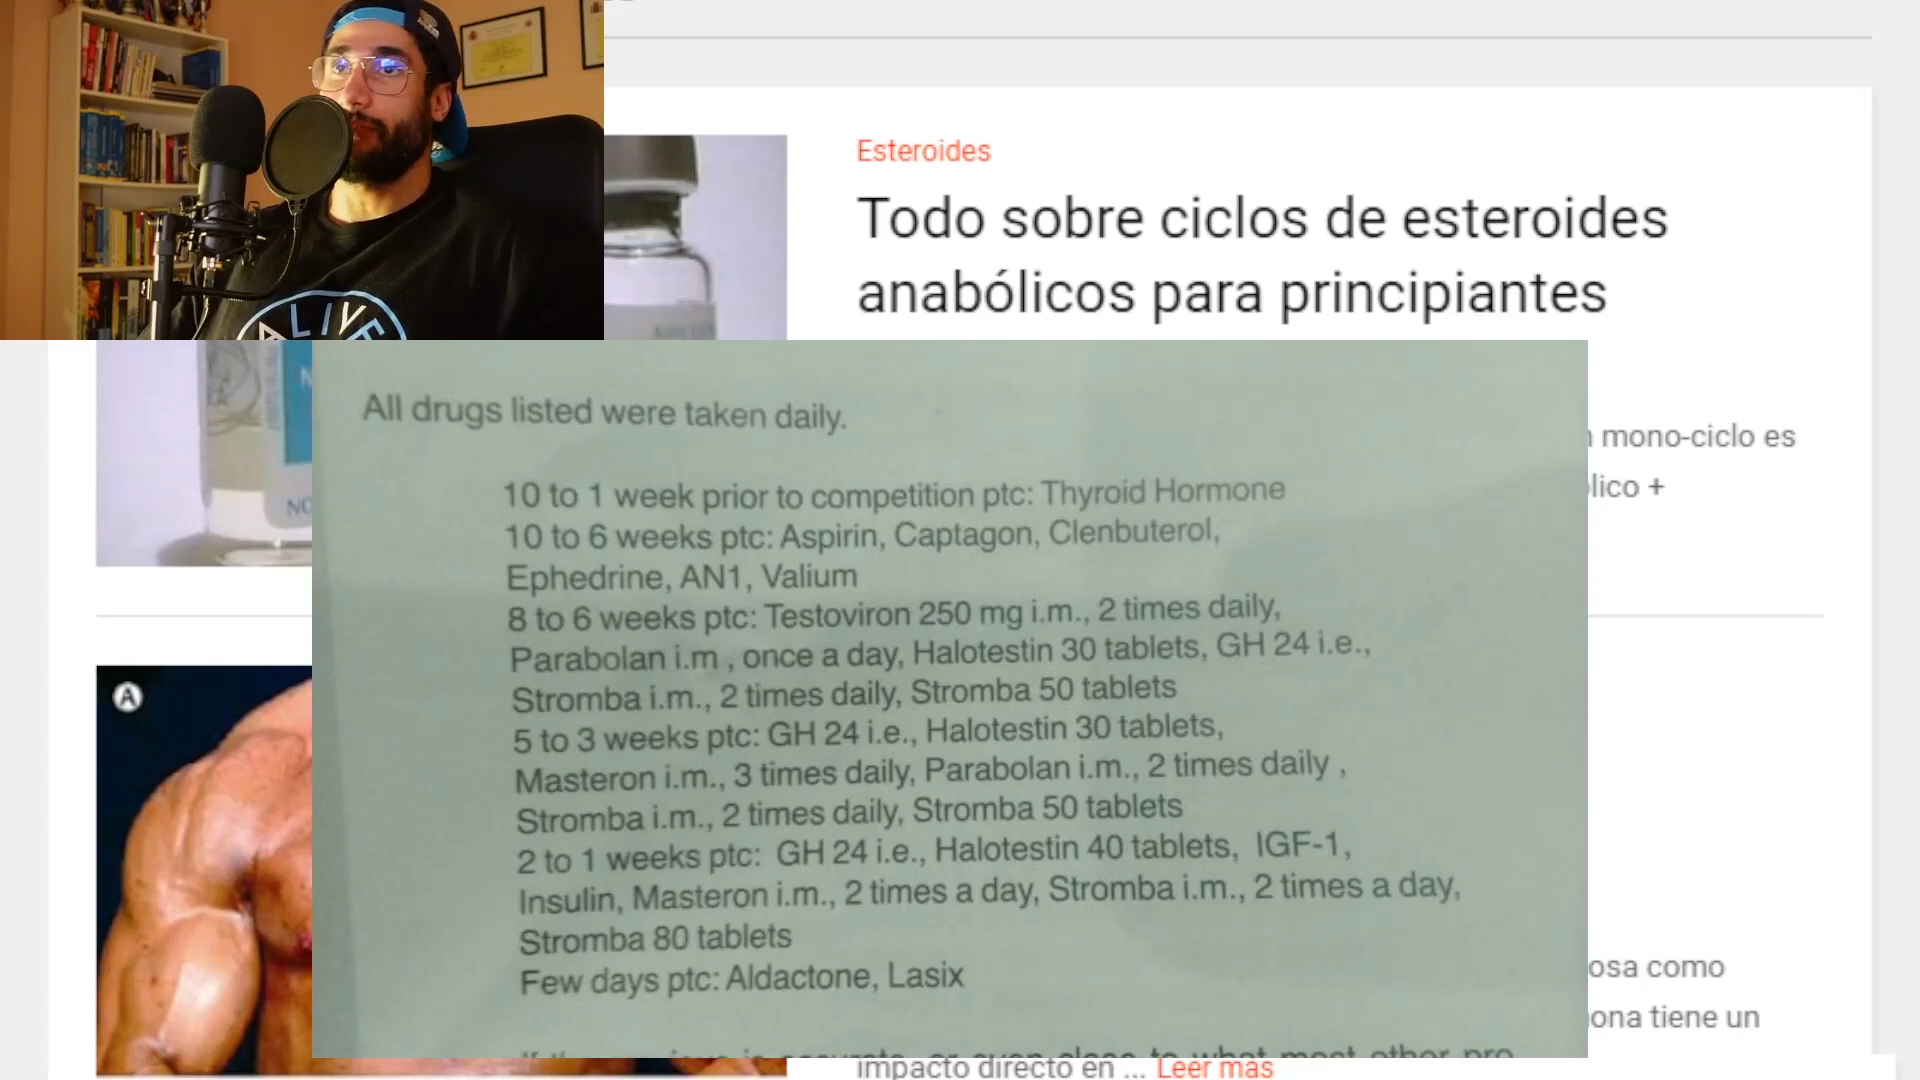 ALIVE
Esteroides
Todo sobre ciclos de esteroides
anabólicos para principiantes
mono-ciclo es
+
All drugs listed were taken daily.
10 to 1 week prior to competition ptc: Thyroid Hormone
10 to 6 weeks ptc: Aspirin, Captagon, Clenbuterol,
Ephedrine, AN1, Valium
8 to 6 weeks ptc: Testoviron 250 mg i.m., 2 times daily,
Parabolan i.m , once a day, Halotestin 30 tablets, GH 24 i.e.,
Stromba i.m., 2 times daily, Stromba 50 tablets
5 to 3 weeks ptc: GH 24 i.e., Halotestin 30 tablets,
Masteron i.m., 3 times daily, Parabolan i.m., 2 times daily ,
Stromba i.m., 2 times daily, Stromba 50 tablets
2 to 1 weeks ptc: GH 24 i.e., Halotestin 40 tablets, IGF-1,
Insulin, Masteron i.m., 2 times a day, Stromba i.m., 2 times a day,
Stromba 80 tablets
Few days ptc: Aldactone, Lasix
A
osa como
ona tiene un
impacto directo en ... Leer más